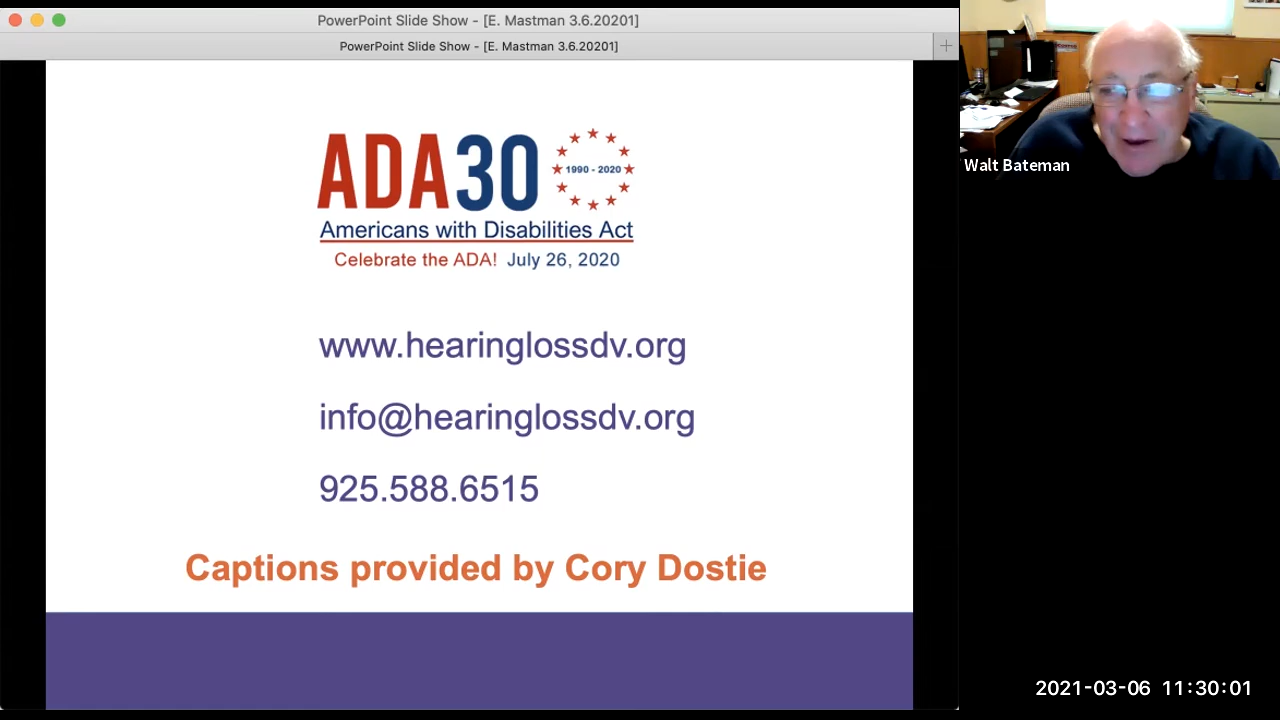 PowerPoint Slide Show - [E. Mastman 3.6.20201]
PowerPoint Slide Show - [E. Mastman 3.6.20201]
ADA30
1990 - 2020
Americans with Disabilities Act
Celebrate the ADA! July 26, 2020
www.hearinglossdv.org
info@hearinglossdv.org
925.588.6515
Captions provided by Cory Dostie
Walt Bateman
2021-03-06 11:30:01